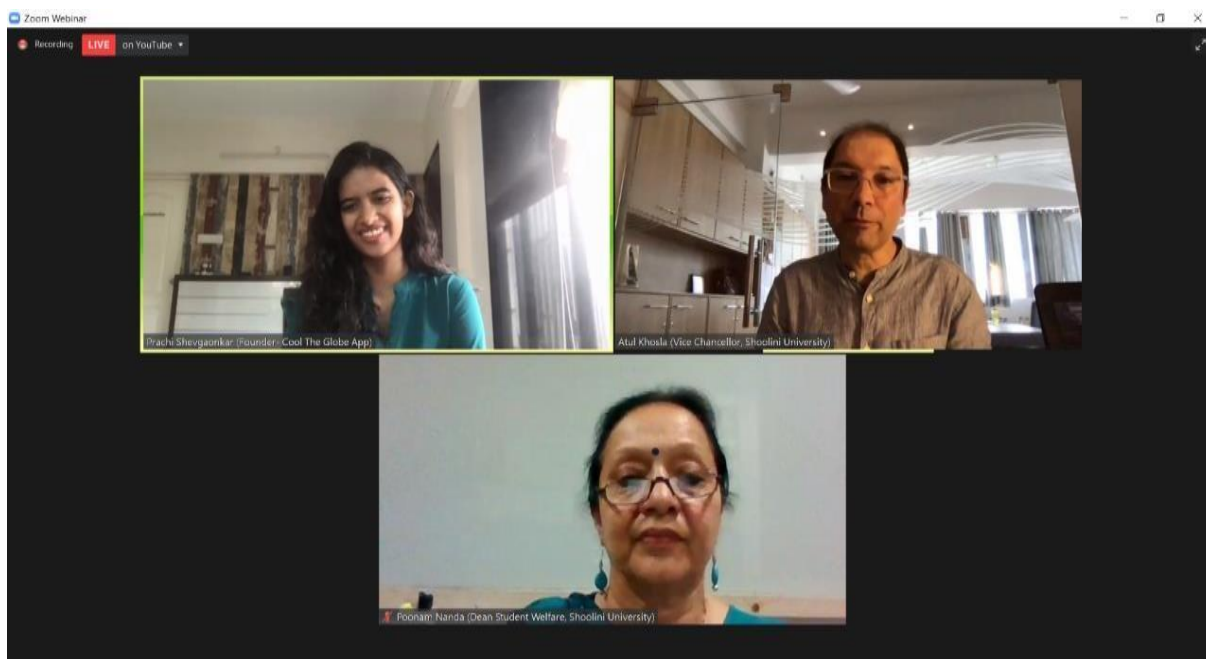 Zoom Webinar
Recording LIVE on YouTube
Prachi Shevgaonkar (Founder- Cool The Globe App)
Atul Khosla (Vice Chancellor, Shoolini University)
Poonam Nanda (Dean Student Welfare, Shoolini University)